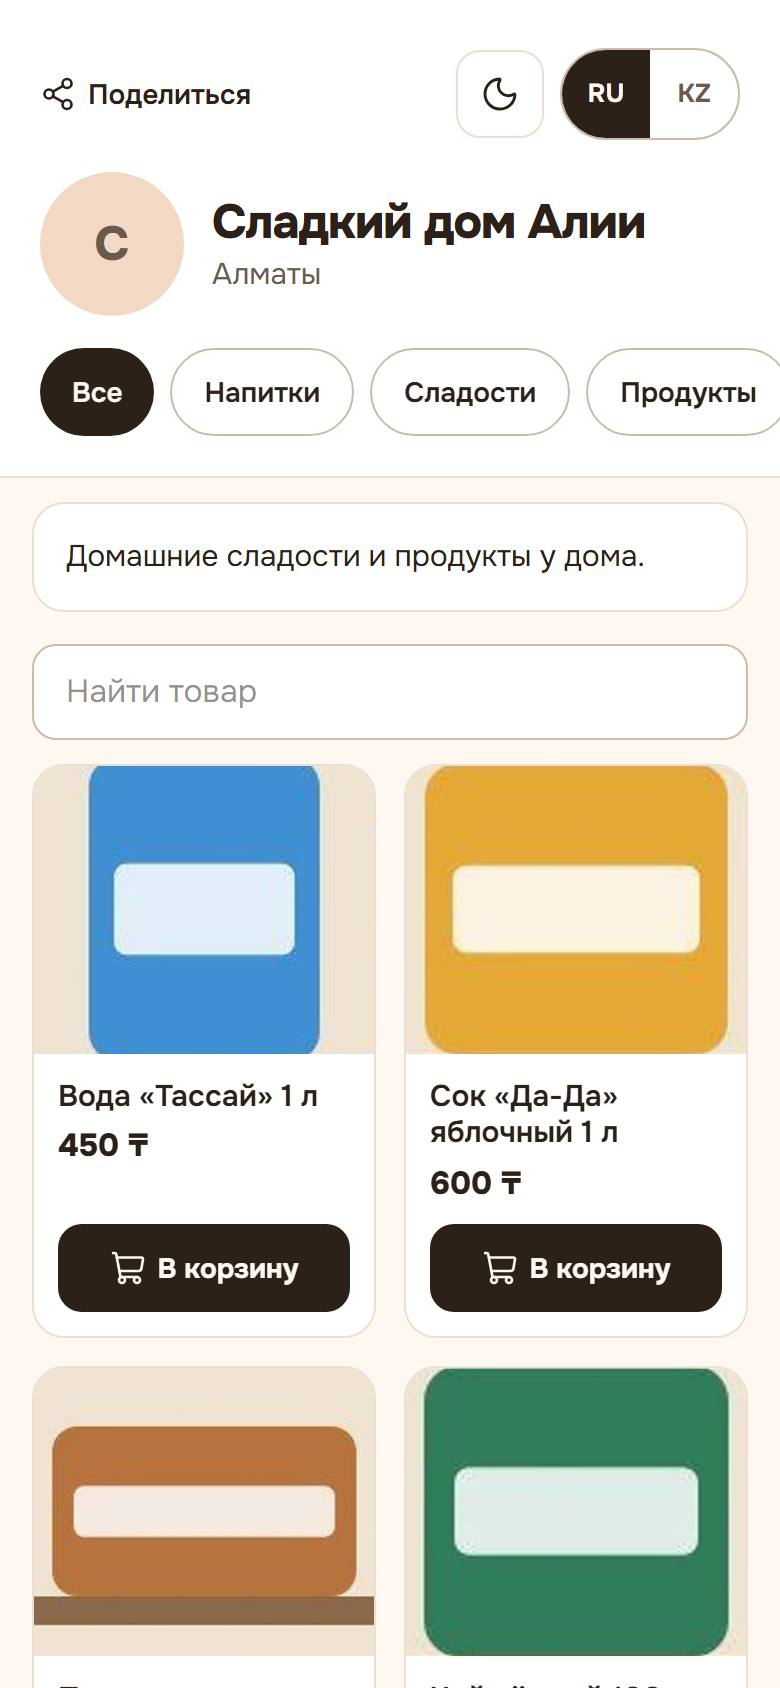 Поделиться
RU
KZ
С
Сладкий дом Алии
Алматы
Все
Напитки
Сладости
Продукты
Домашние сладости и продукты у дома.
Найти товар
Вода «Тассай» 1 л
450 ₸
Сок «Да-Да»
яблочный 1 л
600 ₸
В корзину
В корзину